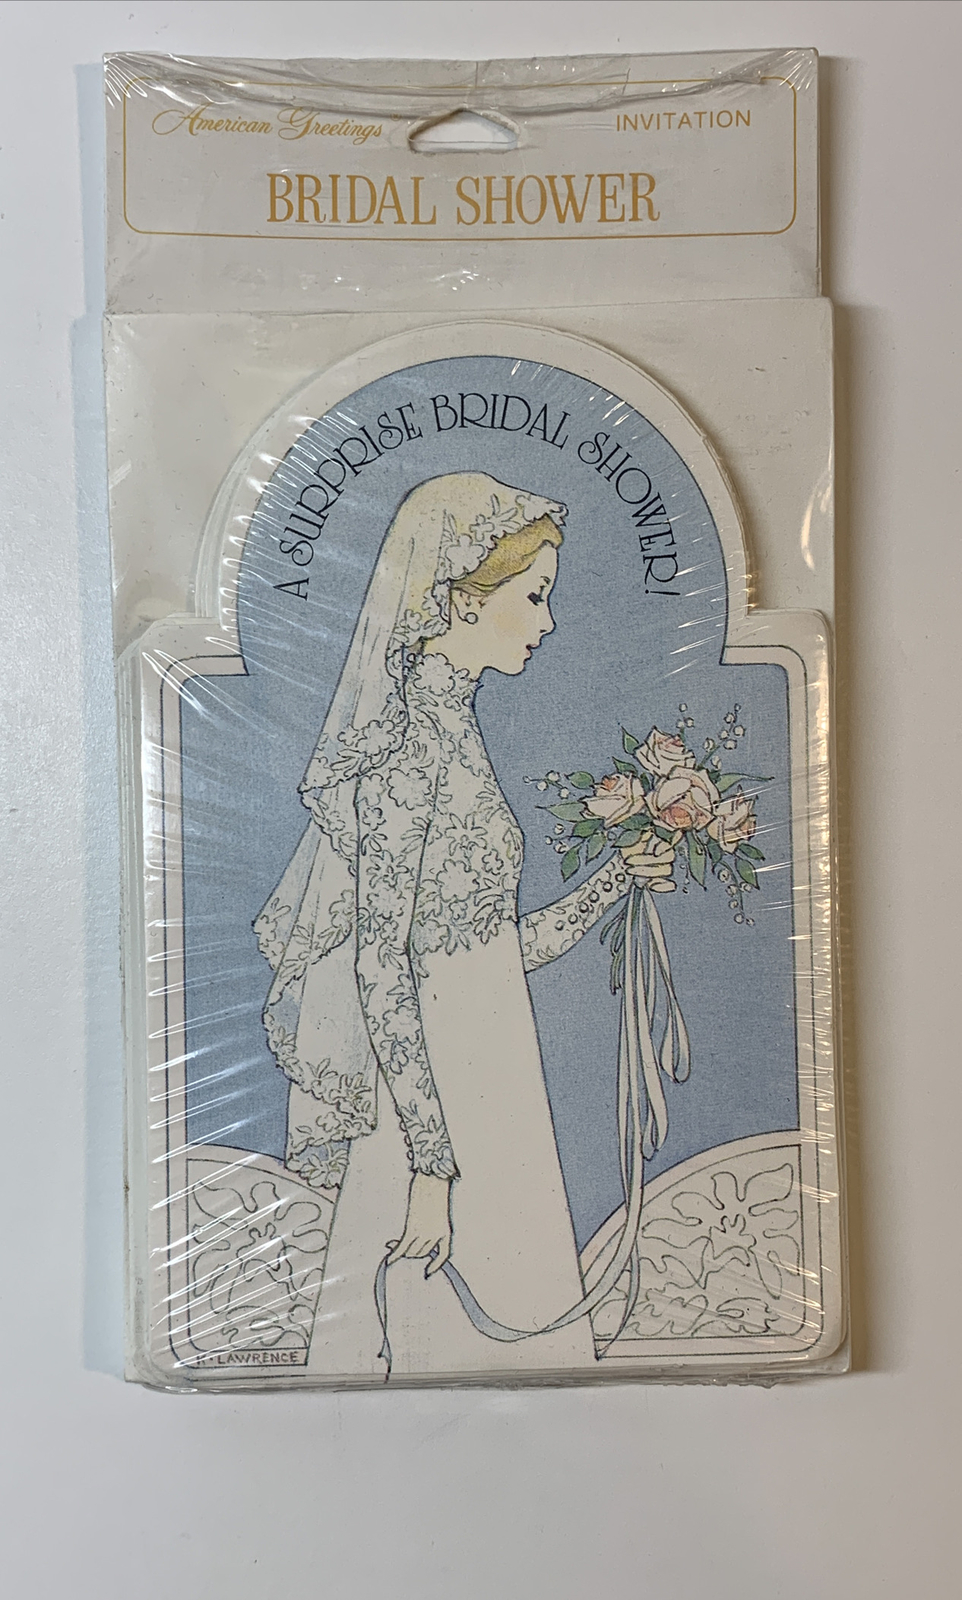 American Greetings
INVITATION
BRIDAL SHOWER
A SURPRISE BRIDAL SHOWER!
LAWRENCE